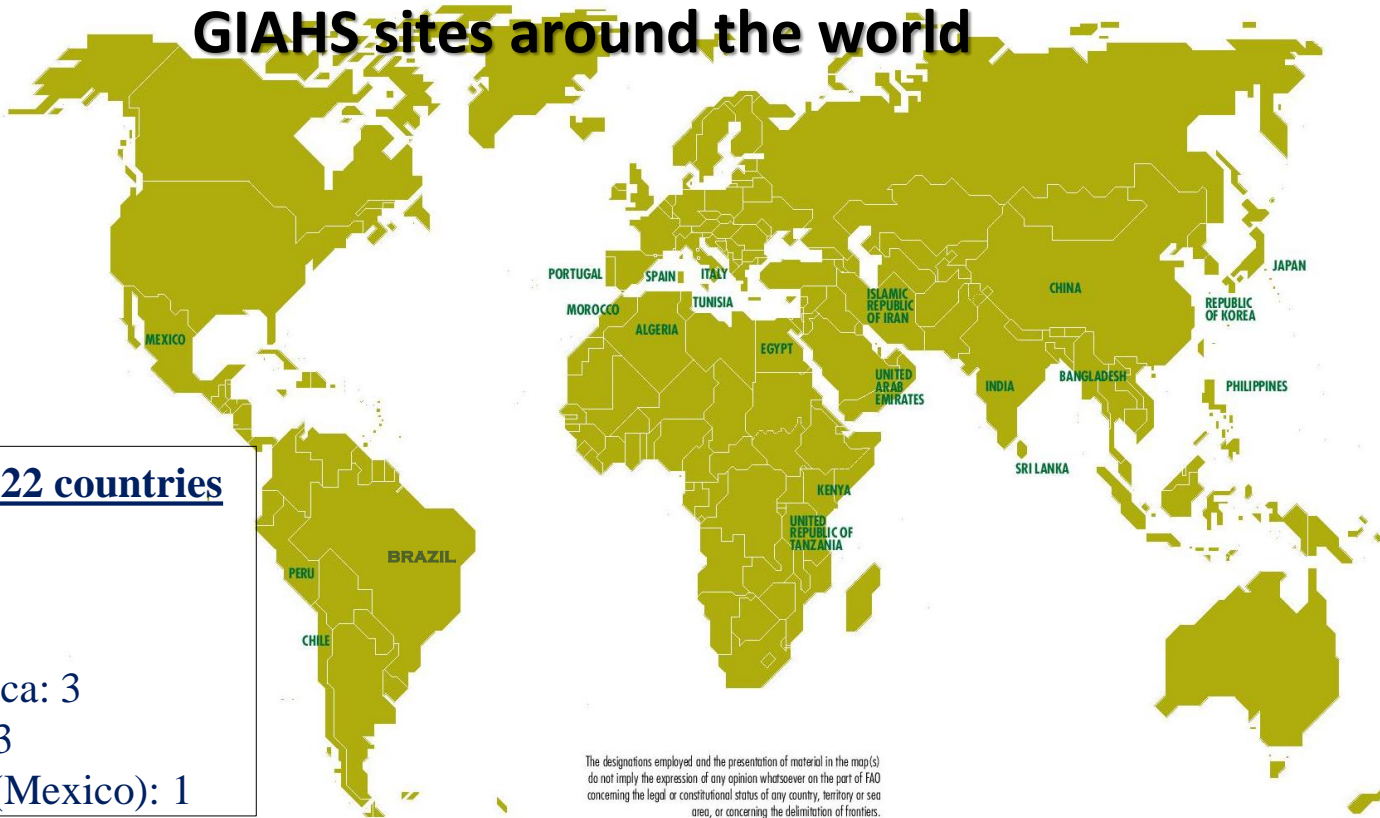 GIAHS sites around the world
PORTUGAL
SPAIN
ITALY
JAPAN
MOROCCO
TUNISIA
ISLAMIC
REPUBLIC
OF IRAN
CHINA
REPUBLIC
OF KOREA
MEXICO
ALGERIA
EGYPT
UNITED
ARAB
EMIRATES
INDIA
BANGLADESH
PHILIPPINES
SRI LANKA
KENYA
UNITED
REPUBLIC OF
TANZANIA
BRAZIL
PERU
CHILE
22 countries
ca: 3
3
(Mexico): 1
The designations employed and the presentation of material in the map(s)
do not imply the expression of any opinion whatsoever on the part of FAO
concerning the legal or constitutional status of any country, territory or sea
area, or concerning the delimitation of frontiers.